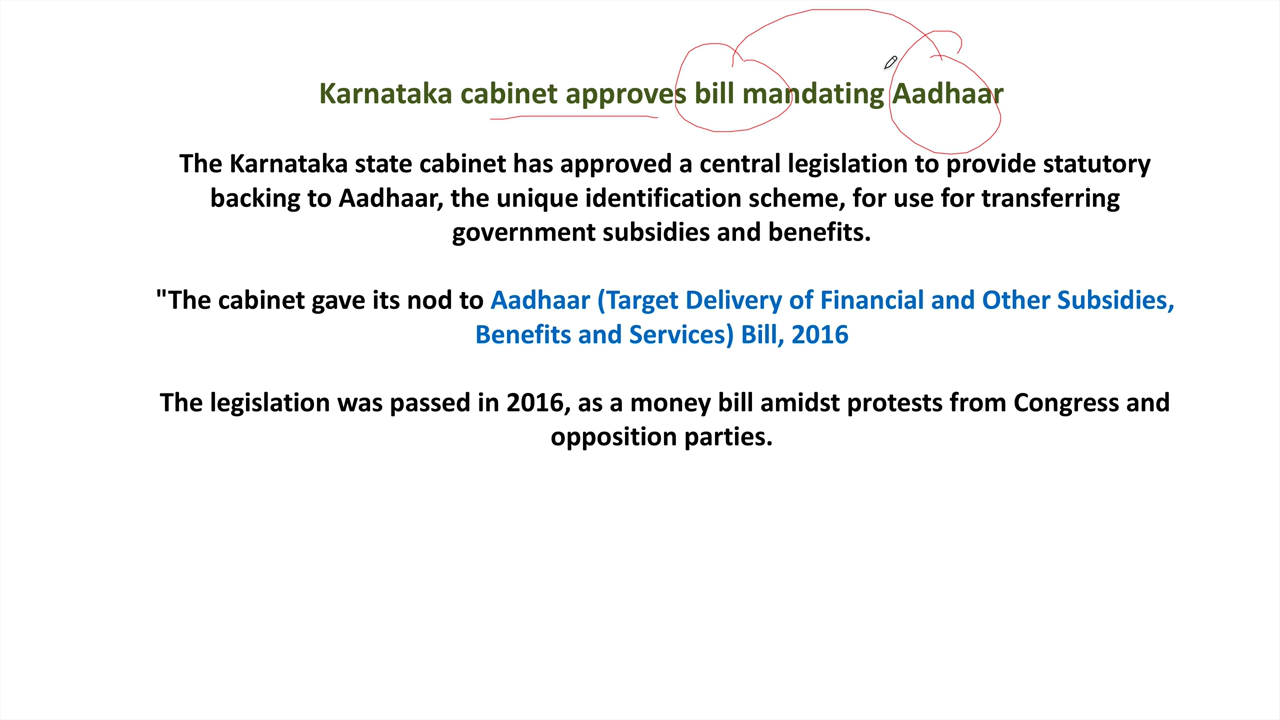 Karnataka cabinet approves bill mandating Aadhaar
The Karnataka state cabinet has approved a central legislation to provide statutory
backing to Aadhaar, the unique identification scheme, for use for transferring
government subsidies and benefits.
"The cabinet gave its nod to Aadhaar (Target Delivery of Financial and Other Subsidies,
Benefits and Services) Bill, 2016
The legislation was passed in 2016, as a money bill amidst protests from Congress and
opposition parties.